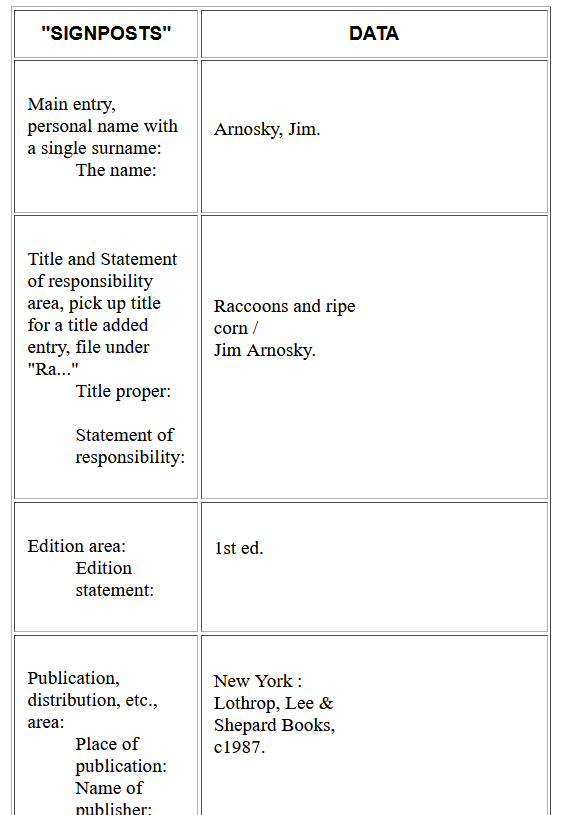 "SIGNPOSTS"
DATA
Main entry,
personal name with
a single surname:
The name:
Arnosky, Jim.
Title and Statement
of responsibility
area, pick up title
for a title added
entry, file under
"Ra..."
Title proper:
Statement of
responsibility:
Raccoons and ripe
corn /
Jim Arnosky.
Edition area:
Edition
statement:
1st ed.
Publication,
distribution, etc.,
area:
Place of
publication:
Name of
publisher:
New York :
Lothrop, Lee &
Shepard Books,
c1987.